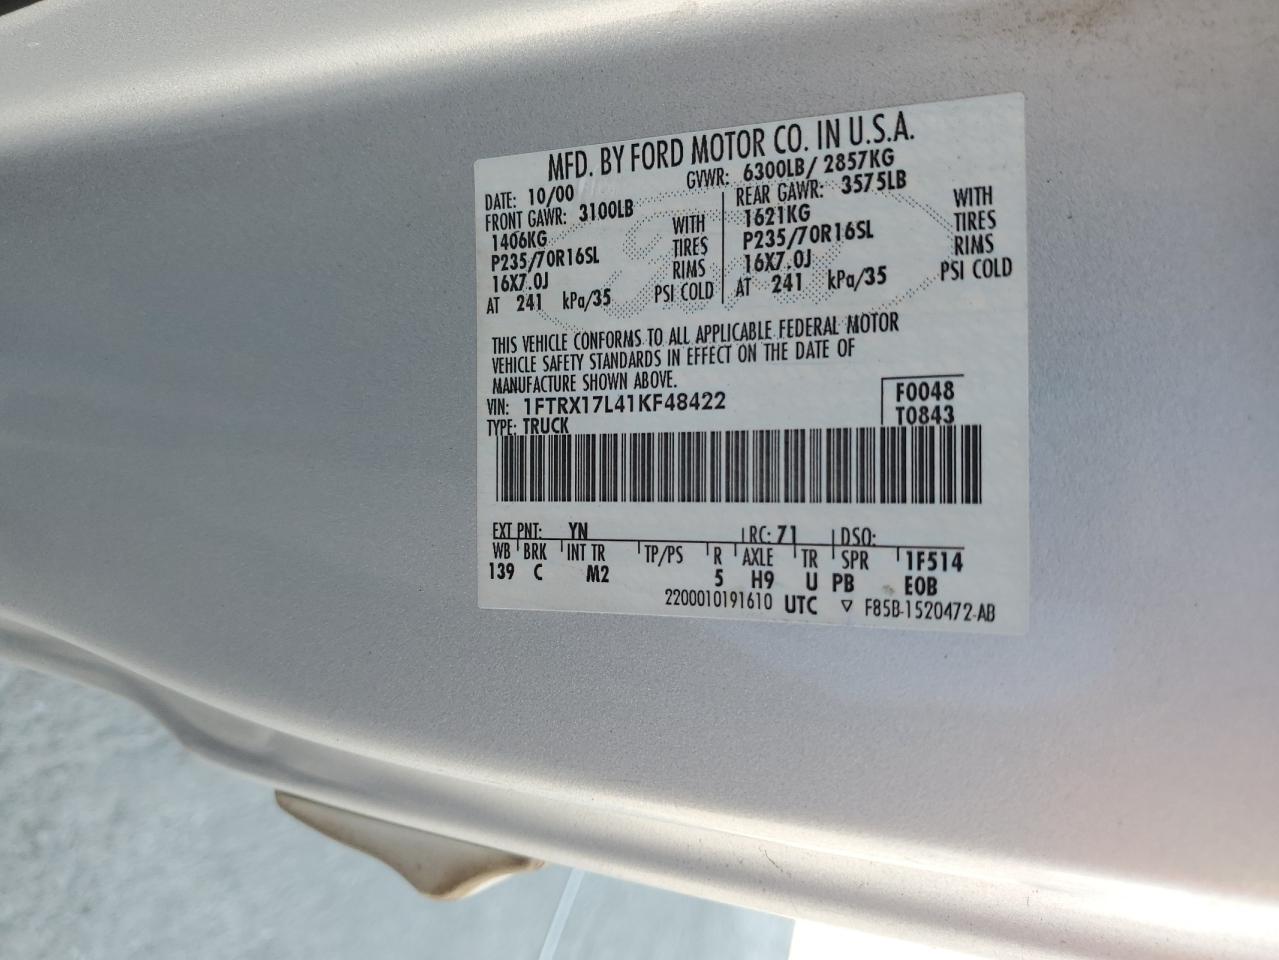 MFD. BY FORD MOTOR CO. IN U.S.A.
DATE: 10/00 GVWR: 6300LB/ 2857KG
FRONT GAWR: 3100LB REAR GAWR: 3575LB
1406KG WITH 1621KG WITH
P235/70R16SL TIRES P235/70R16SL TIRES
16X7.0J RIMS 16X7.0J RIMS
AT 241 kPa/35 PSI COLD AT 241 kPa/35 PSI COLD
THIS VEHICLE CONFORMS TO ALL APPLICABLE FEDERAL MOTOR
VEHICLE SAFETY STANDARDS IN EFFECT ON THE DATE OF
MANUFACTURE SHOWN ABOVE.
VIN: 1FTRX17L41KF48422 F0048
TYPE: TRUCK T0843
EXT PNT: YN RC: 71 DSO:
WB BRK INT TR TP/PS R AXLE TR SPR 1F514
139 C M2 5 H9 U PB E0B
2200010191610 UTC ▽ F85B-1520472-AB